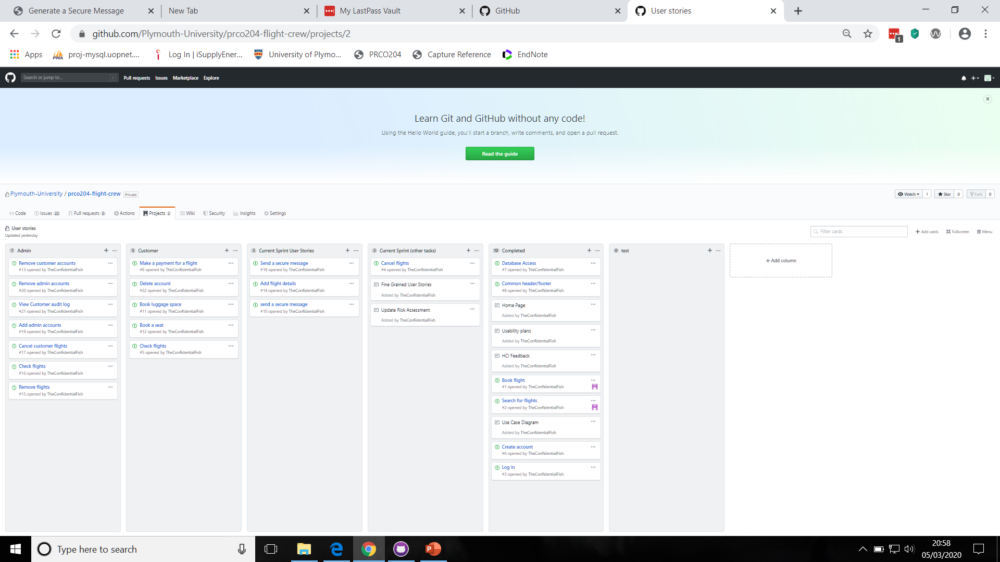 Generate a Secure Message
New Tab
My LastPass Vault
GitHub
User stories
github.com/Plymouth-University/prco204-flight-crew/projects/2
1
Apps
PMA
proj-mysql.uopnet....
Log In | iSupplyEner...
University of Plymo...
PRCO204
Capture Reference
EndNote
Search or jump to...
/
Pull requests
Issues
Marketplace
Explore
Learn Git and GitHub without any code!
Using the Hello World guide, you'll start a branch, write comments, and open a pull request.
Read the guide
Plymouth-University / prco204-flight-crew
Private
Watch
1
Star
0
Fork
0
Code
Issues 22
Pull requests 0
Actions
Projects 2
Wiki
Security
Insights
Settings
User stories
Updated yesterday
Filter cards
+ Add cards
Fullscreen
Menu
7 Admin
Remove customer accounts
#13 opened by TheConfidentialFish
Remove admin accounts
#20 opened by TheConfidentialFish
View Customer audit log
#21 opened by TheConfidentialFish
Add admin accounts
#19 opened by TheConfidentialFish
Cancel customer flights
#17 opened by TheConfidentialFish
Check flights
#16 opened by TheConfidentialFish
Remove flights
#15 opened by TheConfidentialFish
5 Customer
Make a payment for a flight
#9 opened by TheConfidentialFish
Delete account
#22 opened by TheConfidentialFish
Book luggage space
#11 opened by TheConfidentialFish
Book a seat
#12 opened by TheConfidentialFish
Check flights
#5 opened by TheConfidentialFish
3 Current Sprint User Stories
Send a secure message
#18 opened by TheConfidentialFish
Add flight details
#14 opened by TheConfidentialFish
send a secure message
#10 opened by TheConfidentialFish
3 Current Sprint (other tasks)
Cancel flights
#4 opened by TheConfidentialFish
Fine Grained User Stories
Added by TheConfidentialFish
Update Risk Assessment
Added by TheConfidentialFish
10 Completed
Database Access
#7 opened by TheConfidentialFish
Common header/footer
#8 opened by TheConfidentialFish
Home Page
Added by TheConfidentialFish
Usability plans
Added by TheConfidentialFish
HCI Feedback
Added by TheConfidentialFish
Book flight
#1 opened by TheConfidentialFish
Search for flights
#2 opened by TheConfidentialFish
Use Case Diagram
Added by TheConfidentialFish
Create account
#6 opened by TheConfidentialFish
Log in
#3 opened by TheConfidentialFish
0 test
+ Add column
Type here to search
20:58
05/03/2020